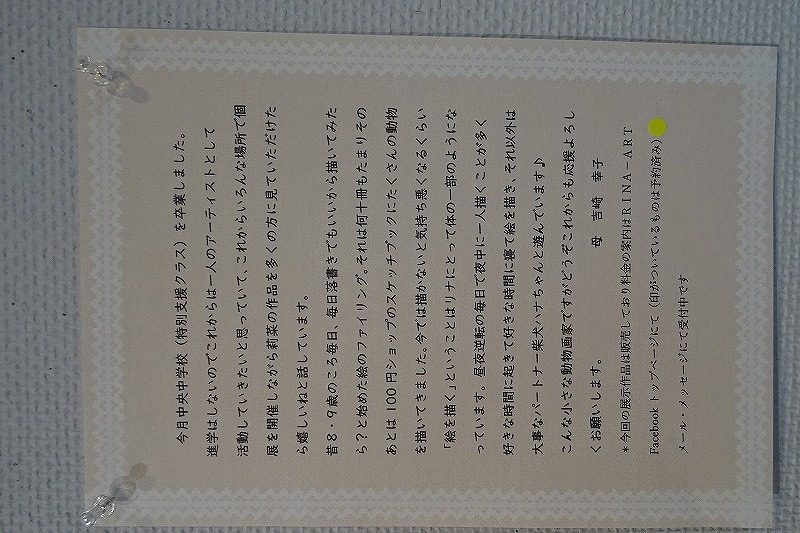 今月中央中学校（特別支援クラス）を卒業しました。
進学はしないのでこれからは一人のアーティストとして
活動していきたいと思っていて、これからいろんな場所で個
展を開催しながら莉菜の作品を多くの方に見ていただけた
ら嬉しいねと話しています。
昔８・９歳のころ毎日、毎日落書きでもいいから描いてみた
ら？と始めた絵のファイリング。それは何十冊もたまりその
あとは 100 円ショップのスケッチブックにたくさんの動物
を描いてきました。今では描かないと気持ち悪くなるくらい
「絵を描く」ということはリナにとって体の一部のようにな
っています。昼夜逆転の毎日で夜中に一人描くことが多く
好きな時間に起きて好きな時間に寝て絵を描き、それ以外は
大事なパートナー柴犬ハナちゃんと遊んでいます♪
こんな小さな動物画家ですがどうぞこれからも応援よろし
くお願いします。　　　　母　吉崎　幸子
＊今回の展示作品は販売しており料金の案内はＲＩＮＡ－ＡＲＴ
Facebook トップページにて（印がついているものは予約済み）
メール・メッセージにて受付中です